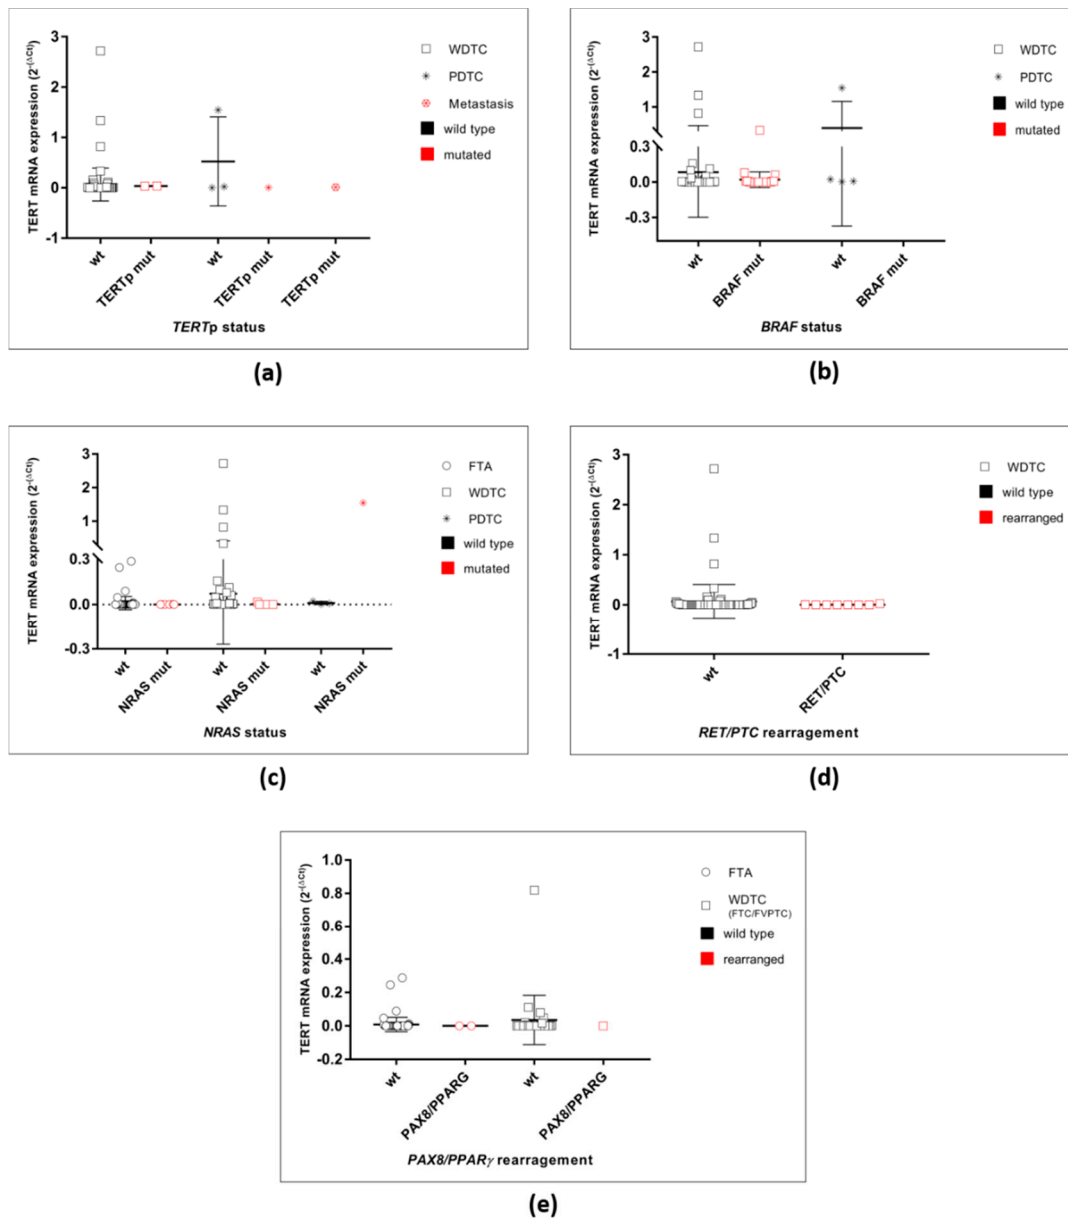 TERT mRNA expression (2^-(ΔCt))
3
2
1
0
-1
wt
TERTp mut
wt
TERTp mut
TERTp mut
TERTp status
WDTC
PDTC
Metastasis
wild type
mutated
(a)
TERT mRNA expression (2^-(ΔCt))
3
2
1
0.3
0.0
-0.3
wt
BRAF mut
wt
BRAF mut
BRAF status
WDTC
PDTC
wild type
mutated
(b)
TERT mRNA expression (2^-(ΔCt))
3
2
1
0.3
0.0
-0.3
wt
NRAS mut
wt
NRAS mut
wt
NRAS mut
NRAS status
FTA
WDTC
PDTC
wild type
mutated
(c)
TERT mRNA expression (2^-(ΔCt))
3
2
1
0
-1
wt
RET/PTC
RET/PTC rearragement
WDTC
wild type
rearranged
(d)
TERT mRNA expression (2^-(ΔCt))
1.0
0.8
0.6
0.4
0.2
0.0
-0.2
wt
PAX8/PPARG
wt
PAX8/PPARG
PAX8/PPARγ rearragement
FTA
WDTC
(FTC/FVPTC)
wild type
rearranged
(e)